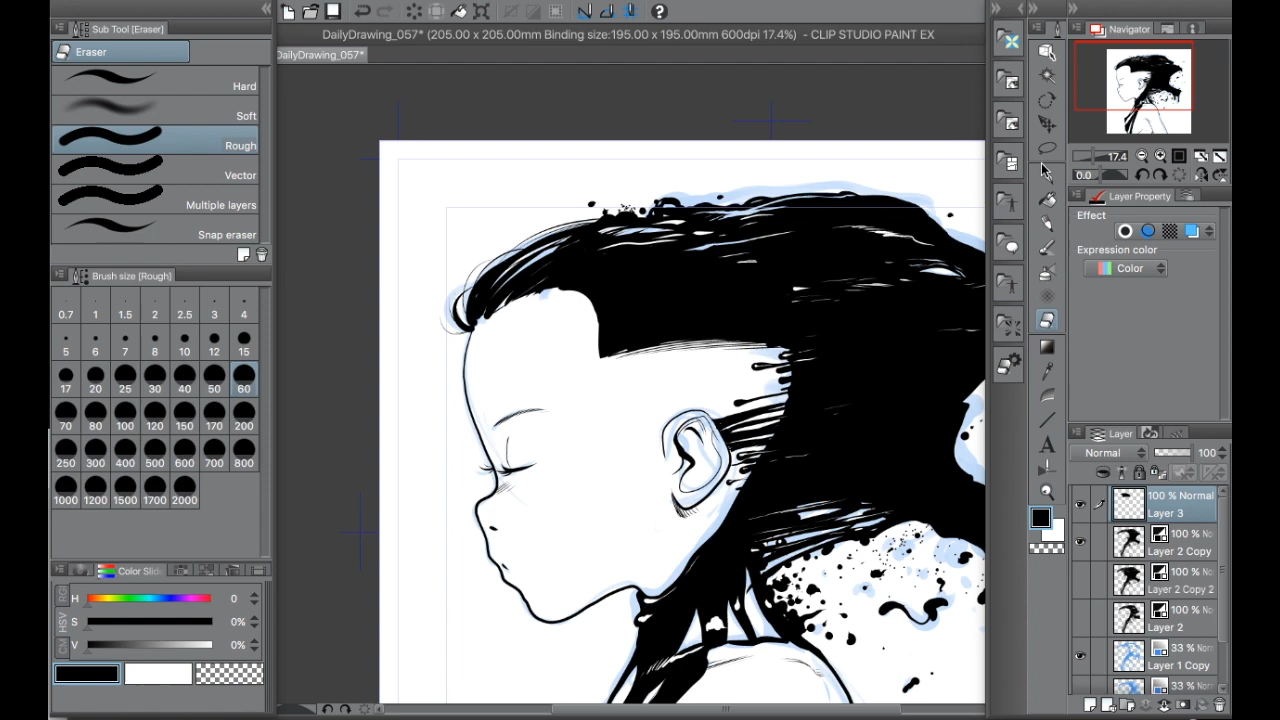 DailyDrawing_057* (205.00 x 205.00mm Binding size:195.00 x 195.00mm 600dpi 17.4%) - CLIP STUDIO PAINT EX
Sub Tool [Eraser]
Eraser
DailyDrawing_057*
Hard
Soft
Rough
Vector
Multiple layers
Snap eraser
Brush size [Rough]
0.7 1 1.5 2 2.5 3 4
5 6 7 8 10 12 15
17 20 25 30 40 50 60
70 80 100 120 150 170 200
250 300 400 500 600 700 800
1000 1200 1500 1700 2000
Color Slide
H 0
S 0%
V 0%
Navigator
17.4
0.0
Layer Property
Effect
Expression color
Color
Layer
Normal 100
100 % Normal
Layer 3
100 % No
Layer 2 Copy
100 % No
Layer 2 Copy 2
100 % No
Layer 2
33 % Nor
Layer 1 Copy
33 % Nor